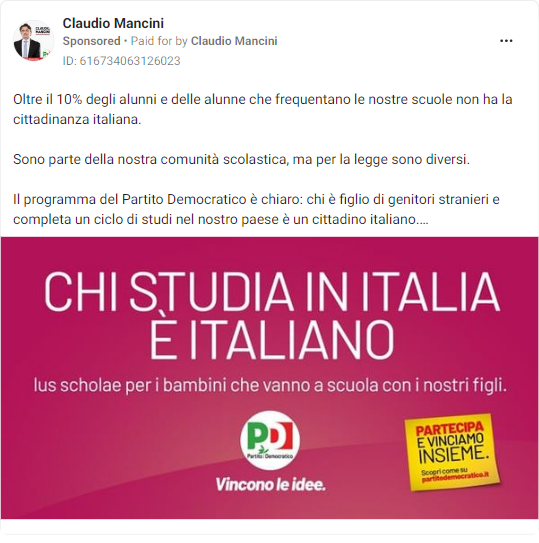 Claudio Mancini
Sponsored • Paid for by Claudio Mancini
ID: 616734063126023
Oltre il 10% degli alunni e delle alunne che frequentano le nostre scuole non ha la
cittadinanza italiana.
Sono parte della nostra comunità scolastica, ma per la legge sono diversi.
Il programma del Partito Democratico è chiaro: chi è figlio di genitori stranieri e
completa un ciclo di studi nel nostro paese è un cittadino italiano....
CHI STUDIA IN ITALIA
È ITALIANO
Ius scholae per i bambini che vanno a scuola con i nostri figli.
PD
Partito Democratico
Vincono le idee.
PARTECIPA
E VINCIAMO
INSIEME.
Scopri come su
partitodemocratico.it